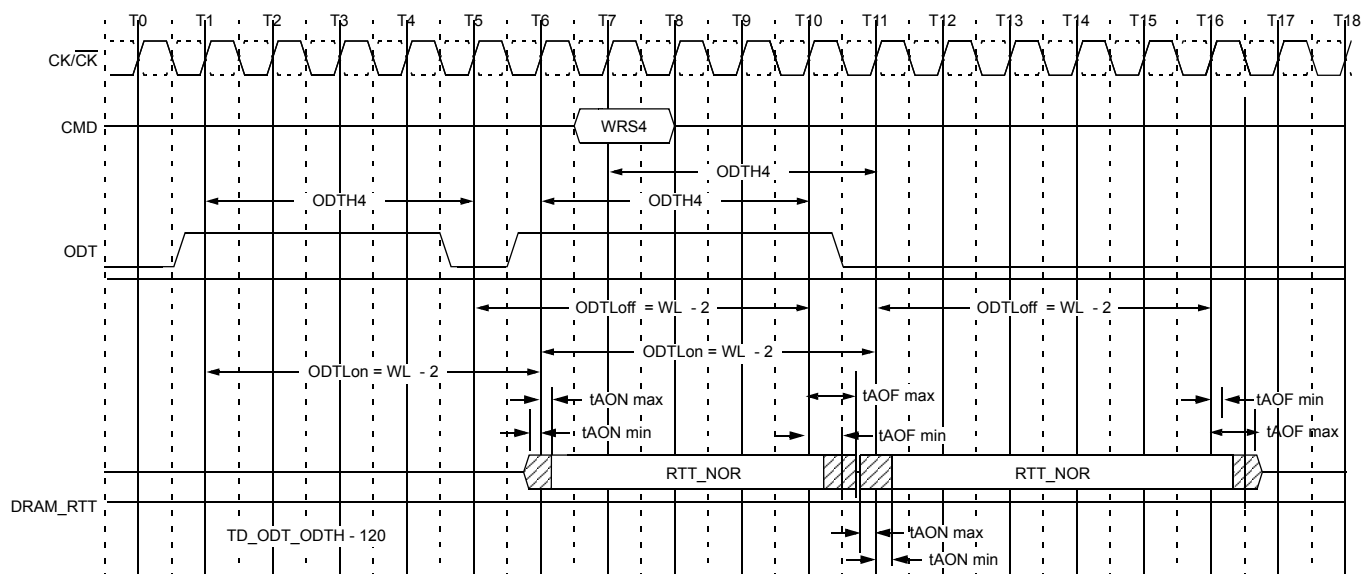 T0 T1 T2 T3 T4 T5 T6 T7 T8 T9 T10 T11 T12 T13 T14 T15 T16 T17 T18
CK/CK
CMD
WRS4
ODTH4
ODTH4 ODTH4
ODT
ODTLoff = WL - 2 ODTLoff = WL - 2
ODTLon = WL - 2
ODTLon = WL - 2
tAON max tAOF max tAOF min
tAON min tAOF min tAOF max
RTT_NOR RTT_NOR
DRAM_RTT
TD_ODT_ODTH - 120 tAON max
tAON min